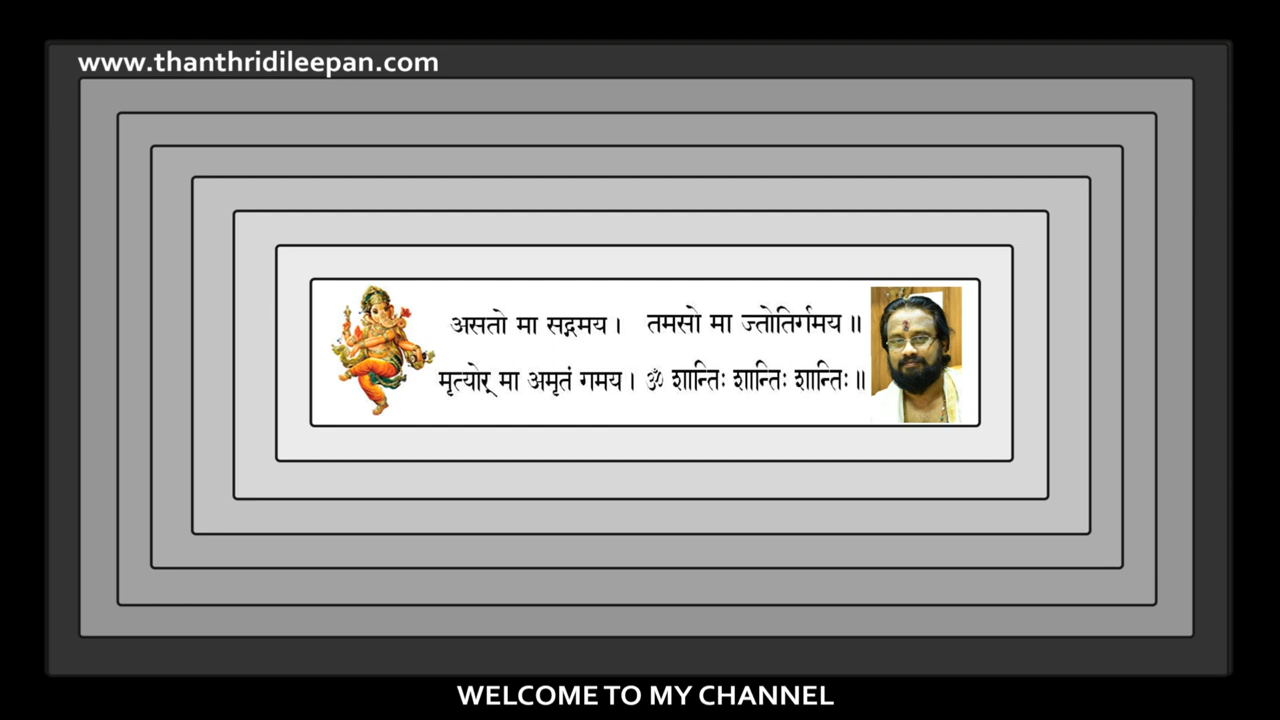 www.thanthridileepan.com
असतो मा सद्गमय । तमसो मा ज्तोतिर्गमय ॥
मृत्योर् मा अमृतं गमय । ॐ शान्तिः शान्तिः शान्तिः ॥
WELCOME TO MY CHANNEL